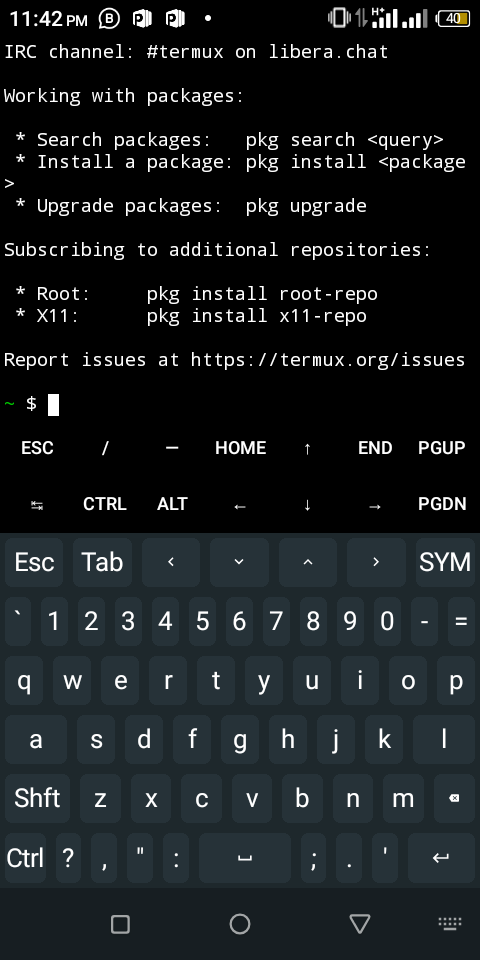 11:42 PM B P P • H+ 40
IRC channel: #termux on libera.chat
Working with packages:
* Search packages: pkg search <query>
* Install a package: pkg install <package
>
* Upgrade packages: pkg upgrade
Subscribing to additional repositories:
* Root: pkg install root-repo
* X11: pkg install x11-repo
Report issues at https://termux.org/issues
~ $
ESC / — HOME ↑ END PGUP
↹ CTRL ALT ← ↓ → PGDN
Esc Tab ‹ ⌄ ^ › SYM
` 1 2 3 4 5 6 7 8 9 0 - =
q w e r t y u i o p
a s d f g h j k l
Shft z x c v b n m ⌫
Ctrl ? , " : ⎵ ; . ' ↵